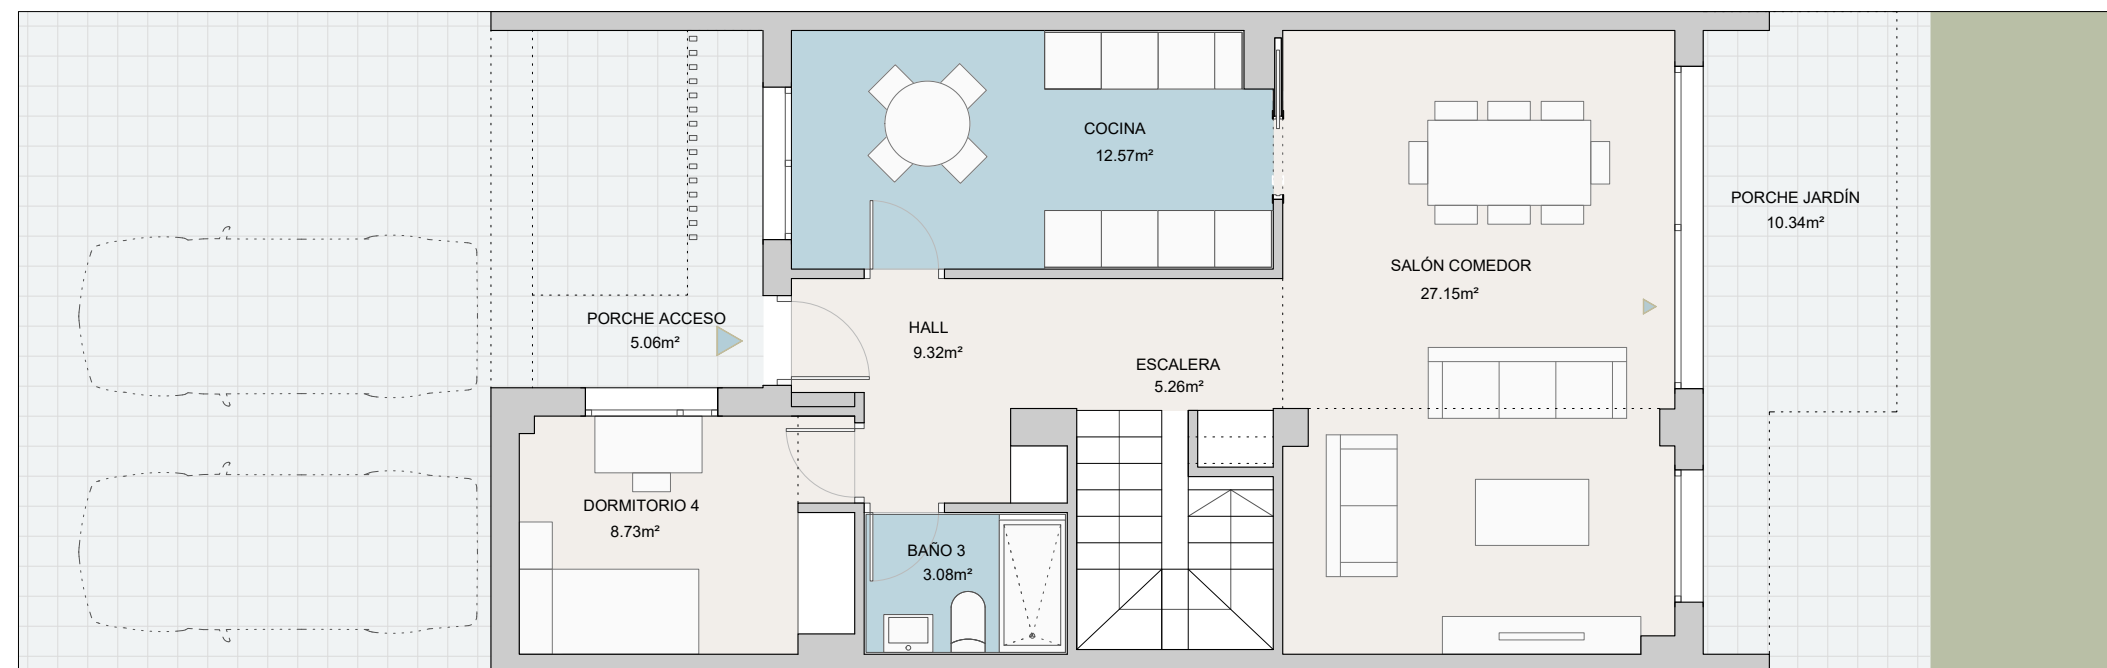 COCINA
12.57m²
PORCHE JARDÍN
10.34m²
SALÓN COMEDOR
27.15m²
PORCHE ACCESO
5.06m²
HALL
9.32m²
ESCALERA
5.26m²
DORMITORIO 4
8.73m²
BAÑO 3
3.08m²